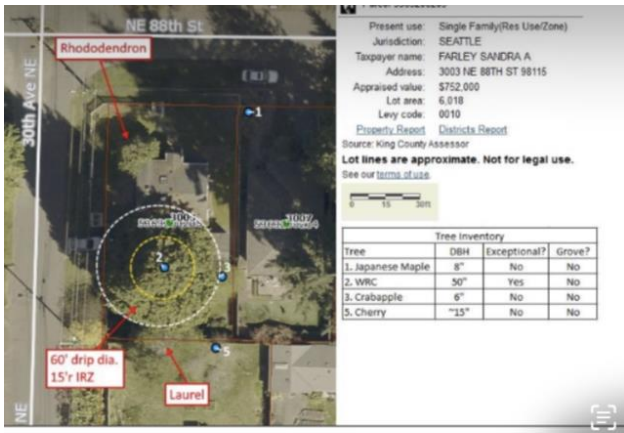 NE 88th St
Rhododendron
30th Ave NE
1
2
3
5
60' drip dia.
15'r IRZ
Laurel
NE
Present use: Single Family(Res Use/Zone)
Jurisdiction: SEATTLE
Taxpayer name: FARLEY SANDRA A
Address: 3003 NE 88TH ST 98115
Appraised value: $752,000
Lot area: 6,018
Levy code: 0010
Property Report Districts Report
Source: King County Assessor
Lot lines are approximate. Not for legal use.
See our terms of use.
0 15 30ft
Tree Inventory
Tree DBH Exceptional? Grove?
1. Japanese Maple 8" No No
2. WRC 50" Yes No
3. Crabapple 6" No No
5. Cherry ~15" No No